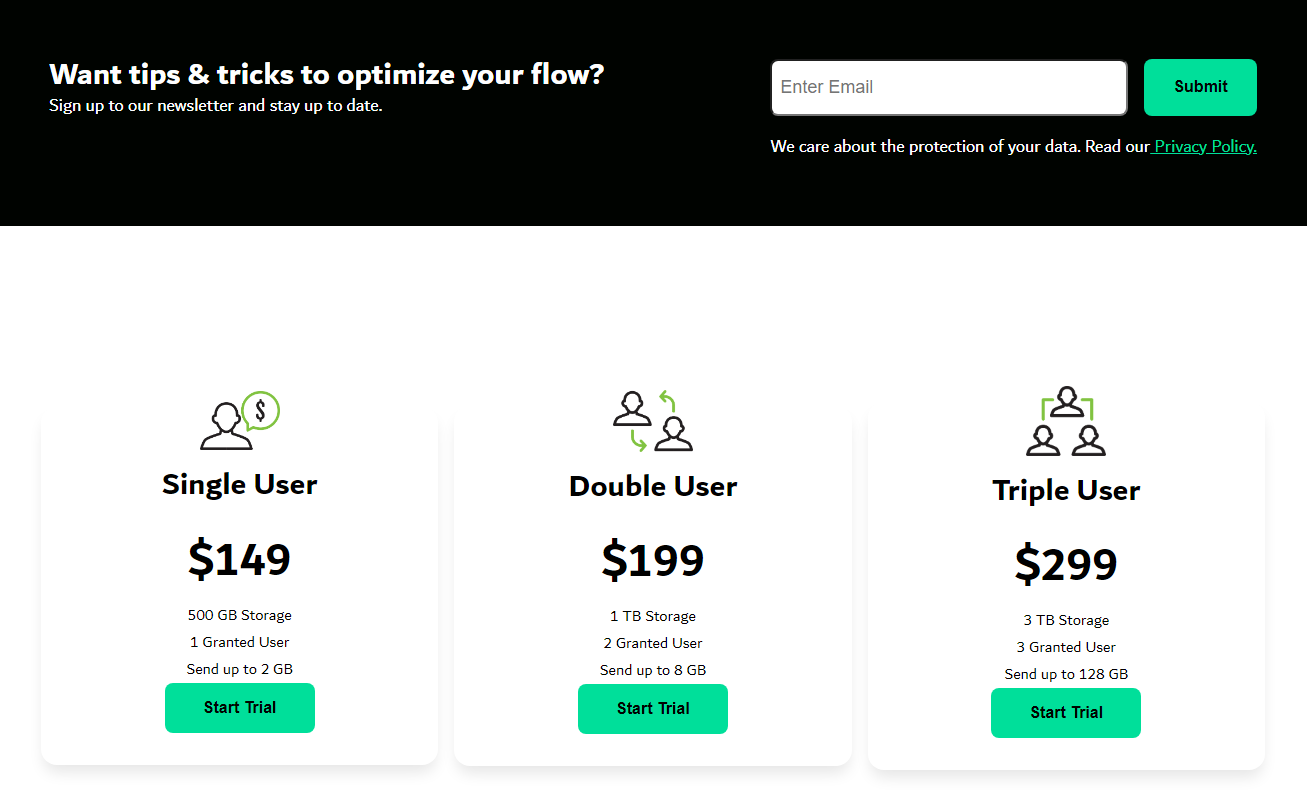 Want tips & tricks to optimize your flow?
Sign up to our newsletter and stay up to date.
Enter Email
Submit
We care about the protection of your data. Read our Privacy Policy.
$
Single User
$149
500 GB Storage
1 Granted User
Send up to 2 GB
Start Trial
Double User
$199
1 TB Storage
2 Granted User
Send up to 8 GB
Start Trial
Triple User
$299
3 TB Storage
3 Granted User
Send up to 128 GB
Start Trial